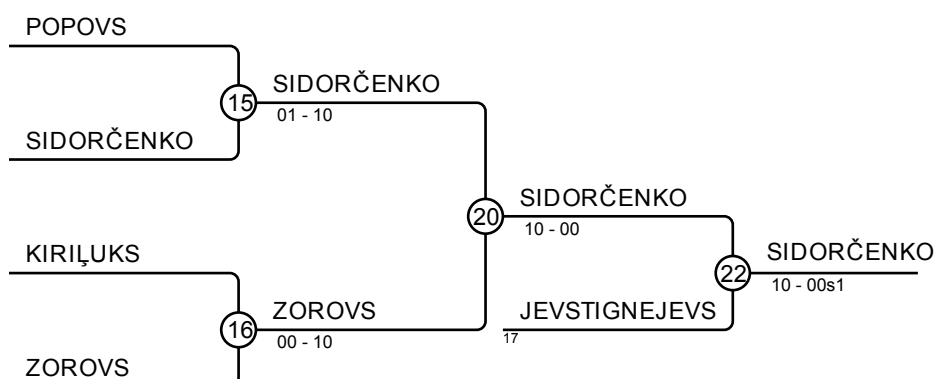 POPOVS
15
SIDORČENKO
01 - 10
SIDORČENKO
20
SIDORČENKO
10 - 00
KIRIĻUKS
22
SIDORČENKO
10 - 00s1
16
ZOROVS
00 - 10
JEVSTIGNEJEVS
17
ZOROVS